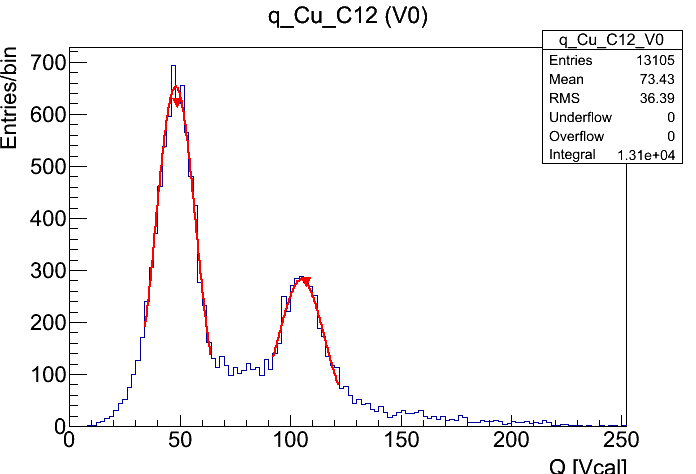 q_Cu_C12 (V0)
q_Cu_C12_V0
Entries 13105
Mean 73.43
RMS 36.39
Underflow 0
Overflow 0
Integral 1.31e+04
Entries/bin
700
600
500
400
300
200
100
0
0 50 100 150 200 250
Q [Vcal]